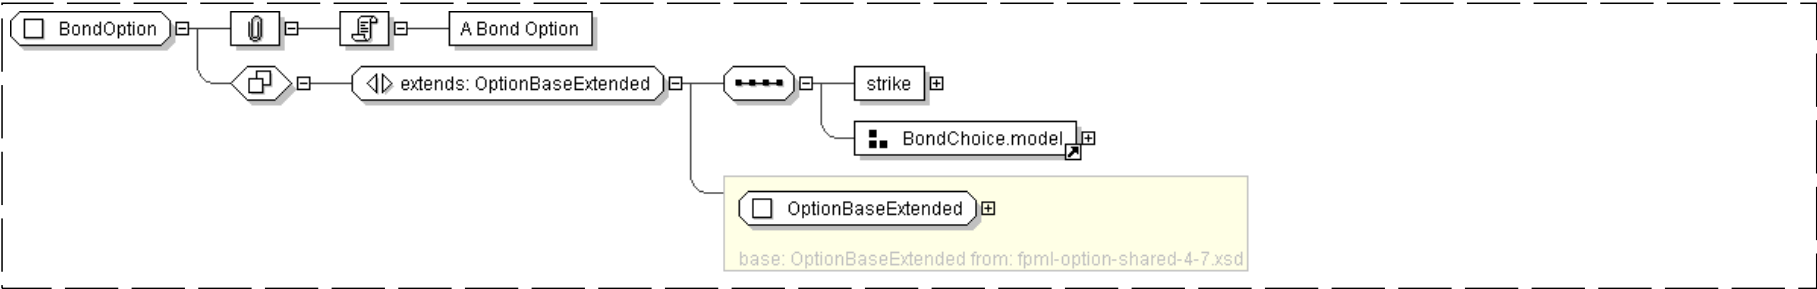 BondOption
A Bond Option
extends: OptionBaseExtended
strike
BondChoice.model
OptionBaseExtended
base: OptionBaseExtended from: fpml-option-shared-4-7.xsd